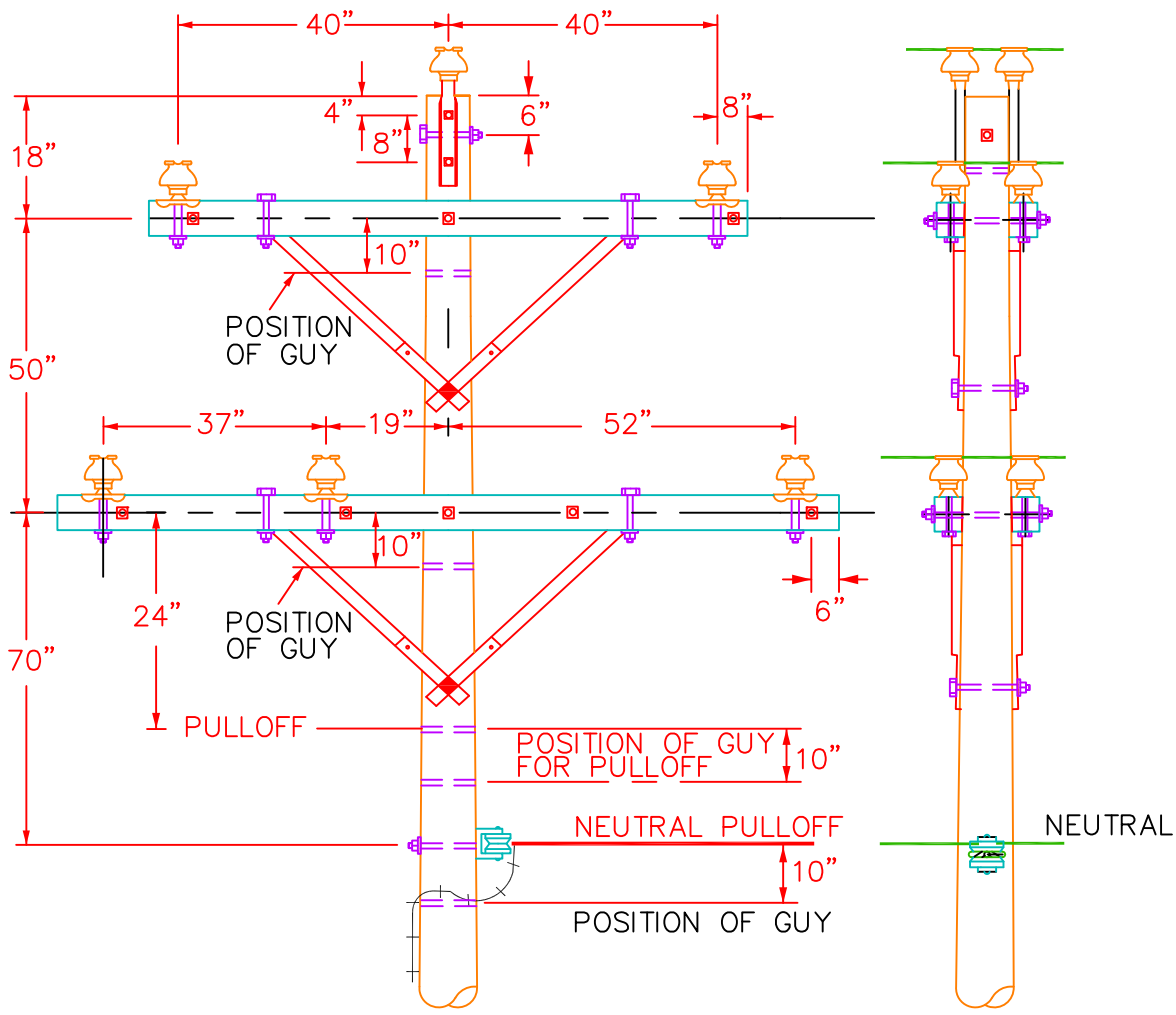 40”
40”
4”
6”
8”
8”
18”
10”
POSITION
OF GUY
50”
37”
19”
52”
10”
POSITION
OF GUY
24”
6”
70”
PULLOFF
POSITION OF GUY
FOR PULLOFF
10”
NEUTRAL PULLOFF
NEUTRAL
10”
POSITION OF GUY